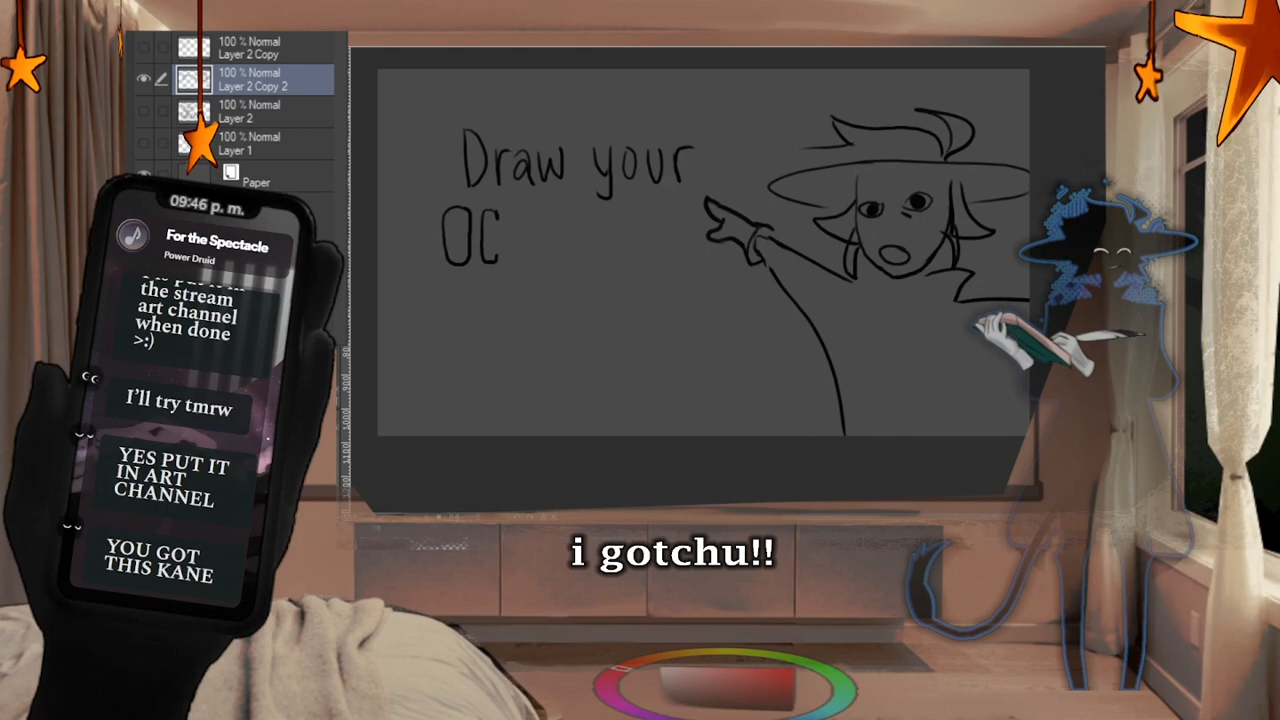 100 % Normal
Layer 2 Copy
100 % Normal
Layer 2 Copy 2
100 % Normal
Layer 2
100 % Normal
Layer 1
Paper
09:46 p. m.
For the Spectacle
Power Druid
the stream
art channel
when done
>:)
I'll try tmrw
YES PUT IT
IN ART
CHANNEL
YOU GOT
THIS KANE
Draw your
OC
i gotchu!!